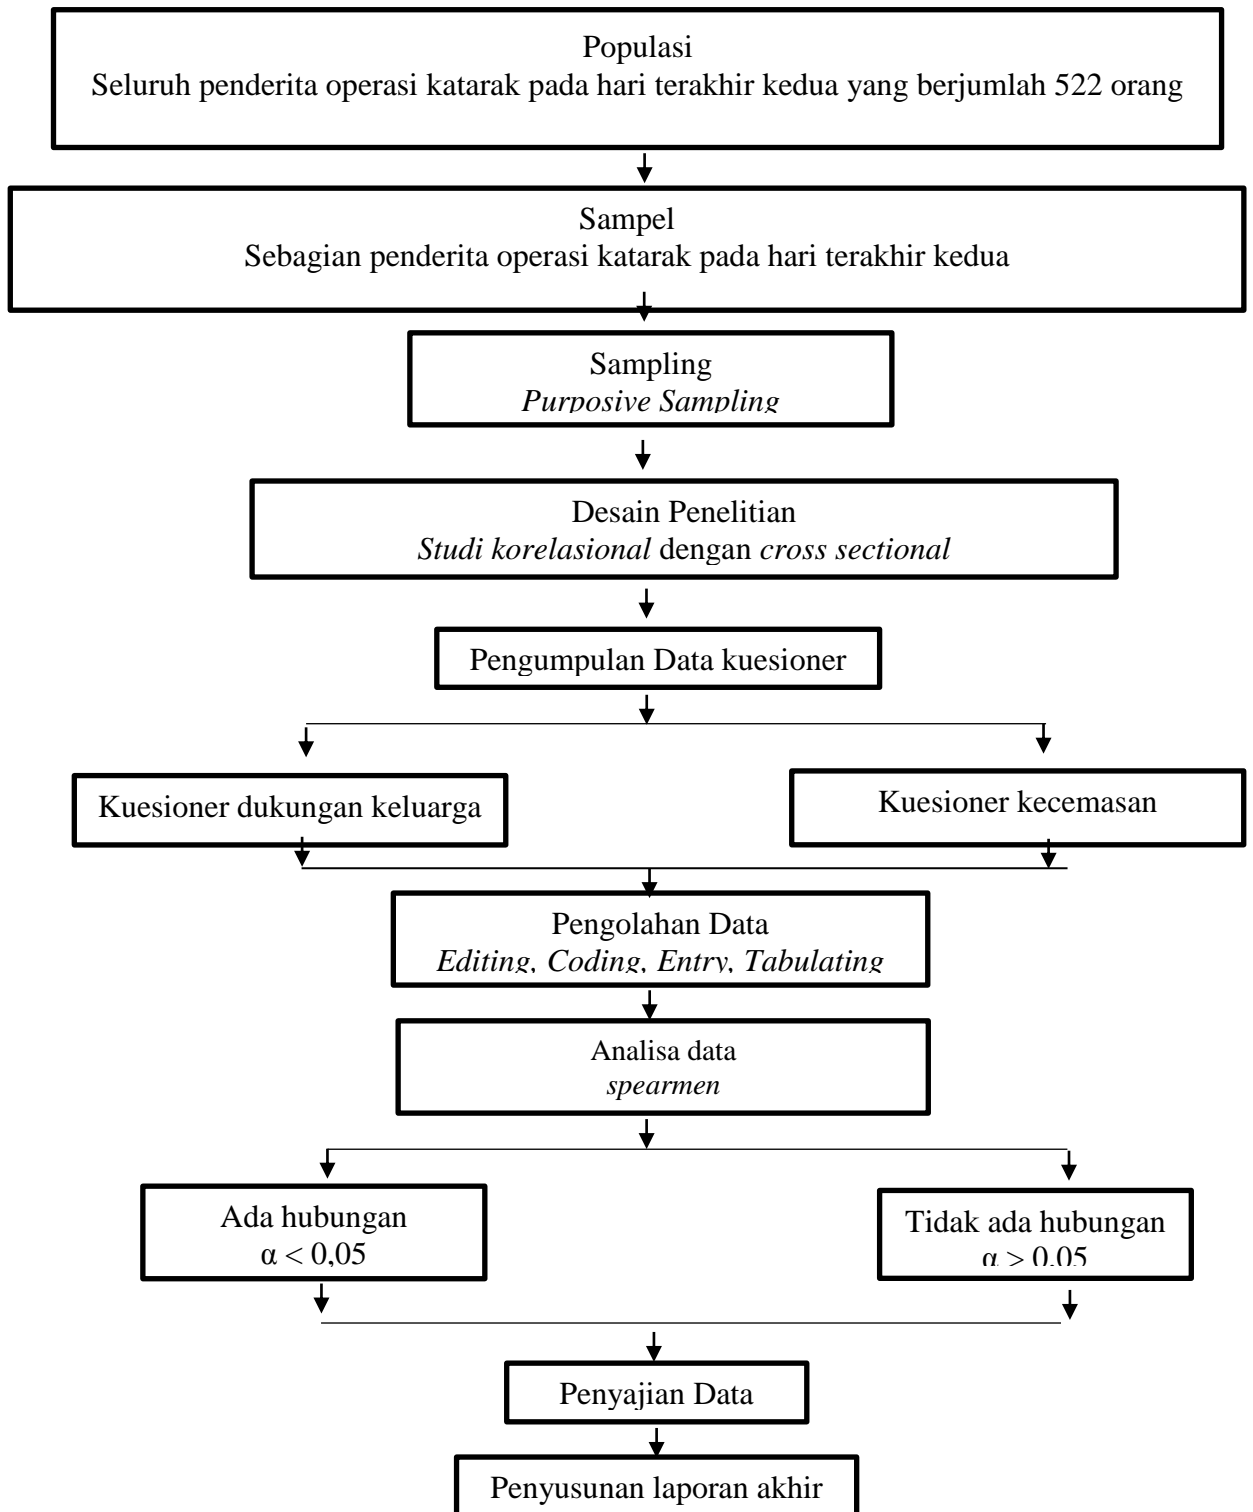 Populasi
Seluruh penderita operasi katarak pada hari terakhir kedua yang berjumlah 522 orang
Sampel
Sebagian penderita operasi katarak pada hari terakhir kedua
Sampling
Purposive Sampling
Desain Penelitian
Studi korelasional dengan cross sectional
Pengumpulan Data kuesioner
Kuesioner dukungan keluarga
Kuesioner kecemasan
Pengolahan Data
Editing, Coding, Entry, Tabulating
Analisa data
spearmen
Ada hubungan
α < 0,05
Tidak ada hubungan
α > 0,05
Penyajian Data
Penyusunan laporan akhir